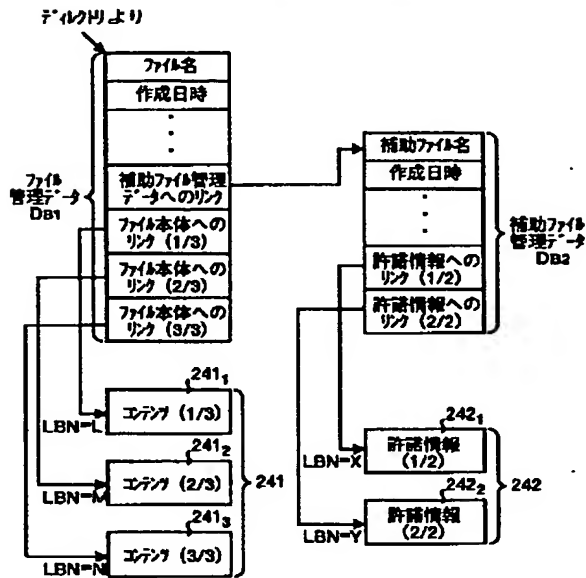 ディレクトリより
ファイル名
作成日時
・
・
・
補助ファイル管理
データへのリンク
ファイル本体への
リンク (1/3)
ファイル本体への
リンク (2/3)
ファイル本体への
リンク (3/3)
ファイル
管理データ
DB1
補助ファイル名
作成日時
・
・
・
許諾情報への
リンク (1/2)
許諾情報への
リンク (2/2)
補助ファイル
管理データ
DB2
241₁
コンテンツ (1/3)
LBN=L
241₂
コンテンツ (2/3)
LBN=M
241₃
コンテンツ (3/3)
LBN=N
241
242₁
許諾情報
(1/2)
LBN=X
242₂
許諾情報
(2/2)
LBN=Y
242